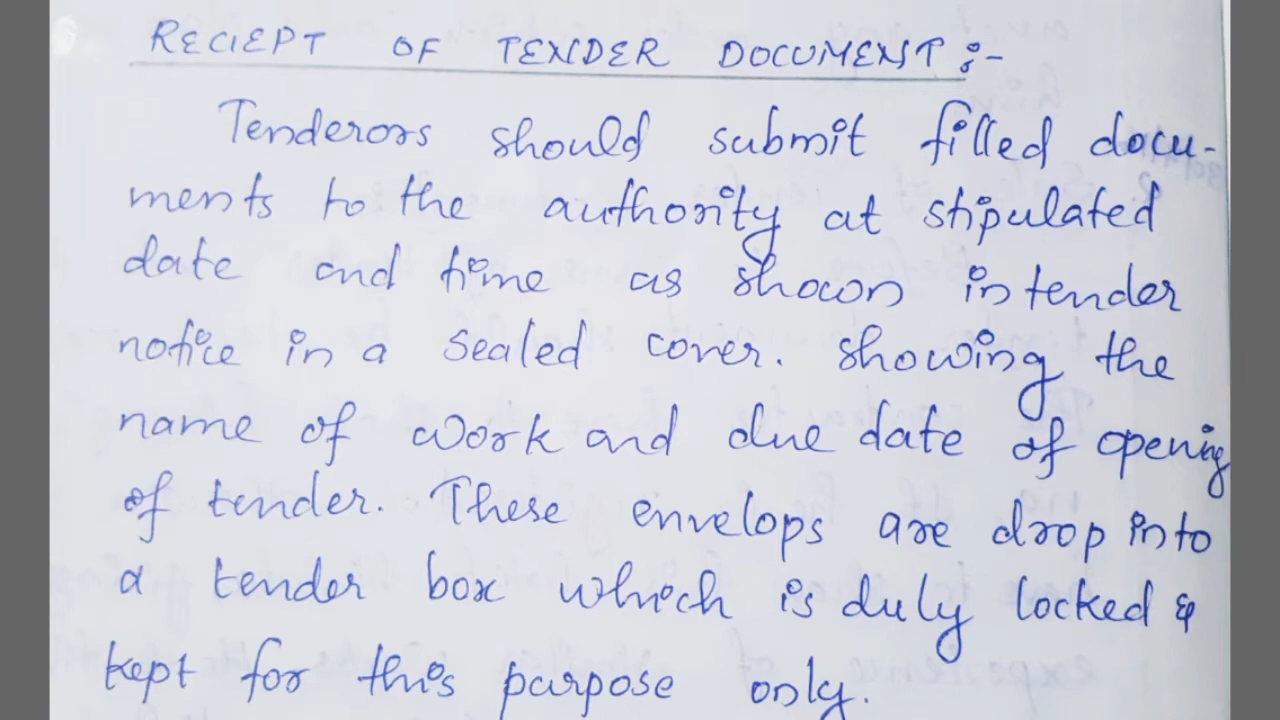 RECIEPT OF TENDER DOCUMENT :-
Tenderors should submit filled docu-
ments to the authority at stipulated
date and time as shown in tender
notice in a sealed cover. showing the
name of work and due date of opening
of tender. These envelops are drop into
a tender box which is duly locked &
kept for this purpose only.